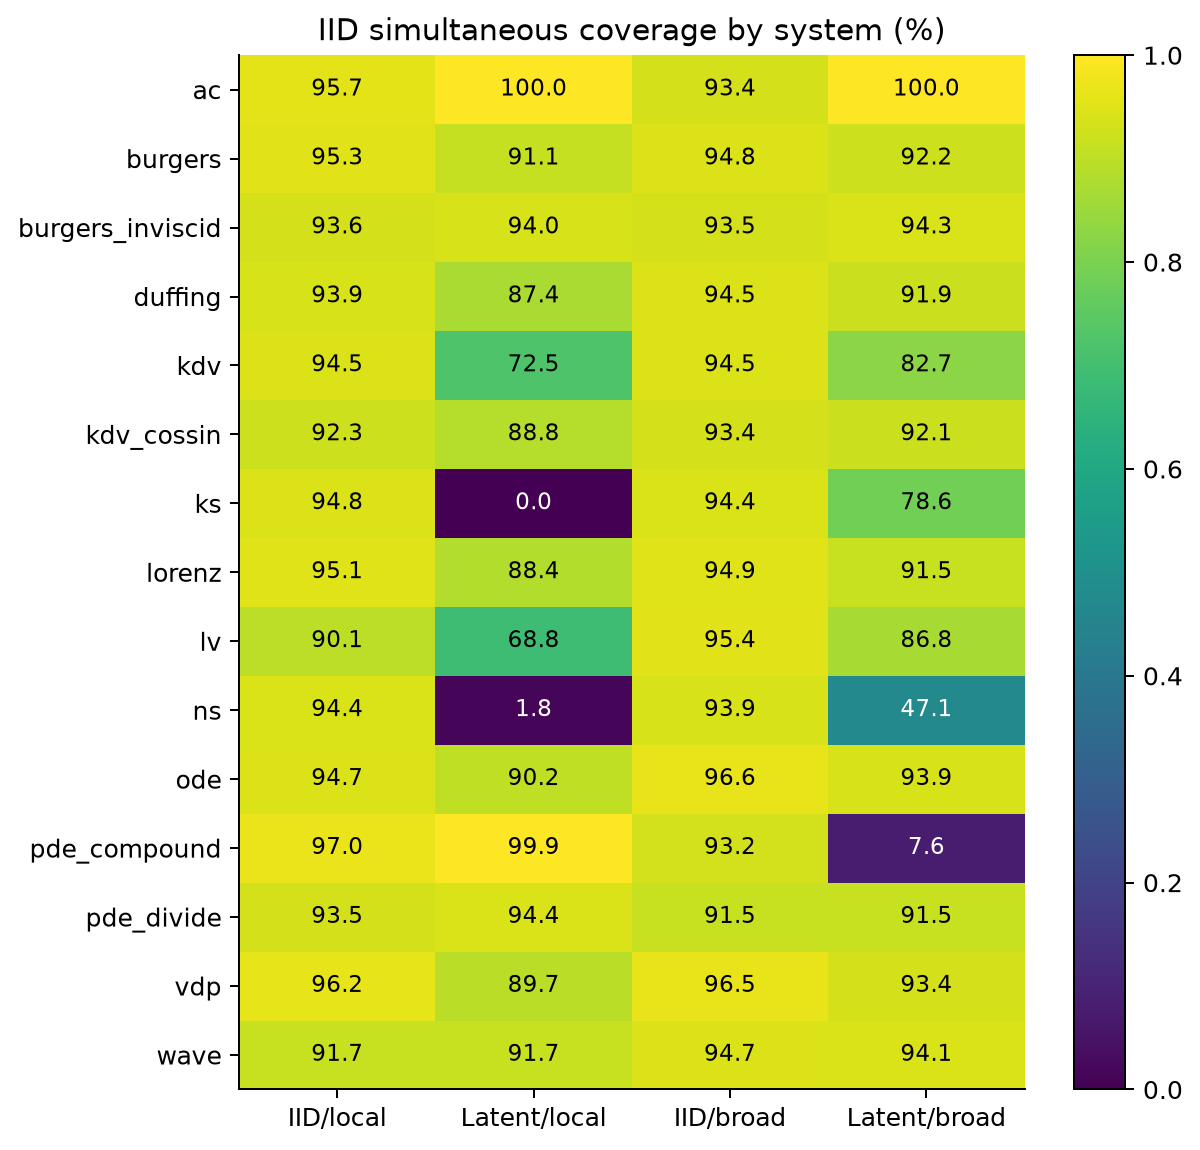 IID simultaneous coverage by system (%)
ac 95.7 100.0 93.4 100.0
burgers 95.3 91.1 94.8 92.2
burgers_inviscid 93.6 94.0 93.5 94.3
duffing 93.9 87.4 94.5 91.9
kdv 94.5 72.5 94.5 82.7
kdv_cossin 92.3 88.8 93.4 92.1
ks 94.8 0.0 94.4 78.6
lorenz 95.1 88.4 94.9 91.5
lv 90.1 68.8 95.4 86.8
ns 94.4 1.8 93.9 47.1
ode 94.7 90.2 96.6 93.9
pde_compound 97.0 99.9 93.2 7.6
pde_divide 93.5 94.4 91.5 91.5
vdp 96.2 89.7 96.5 93.4
wave 91.7 91.7 94.7 94.1
IID/local Latent/local IID/broad Latent/broad
1.0
0.8
0.6
0.4
0.2
0.0